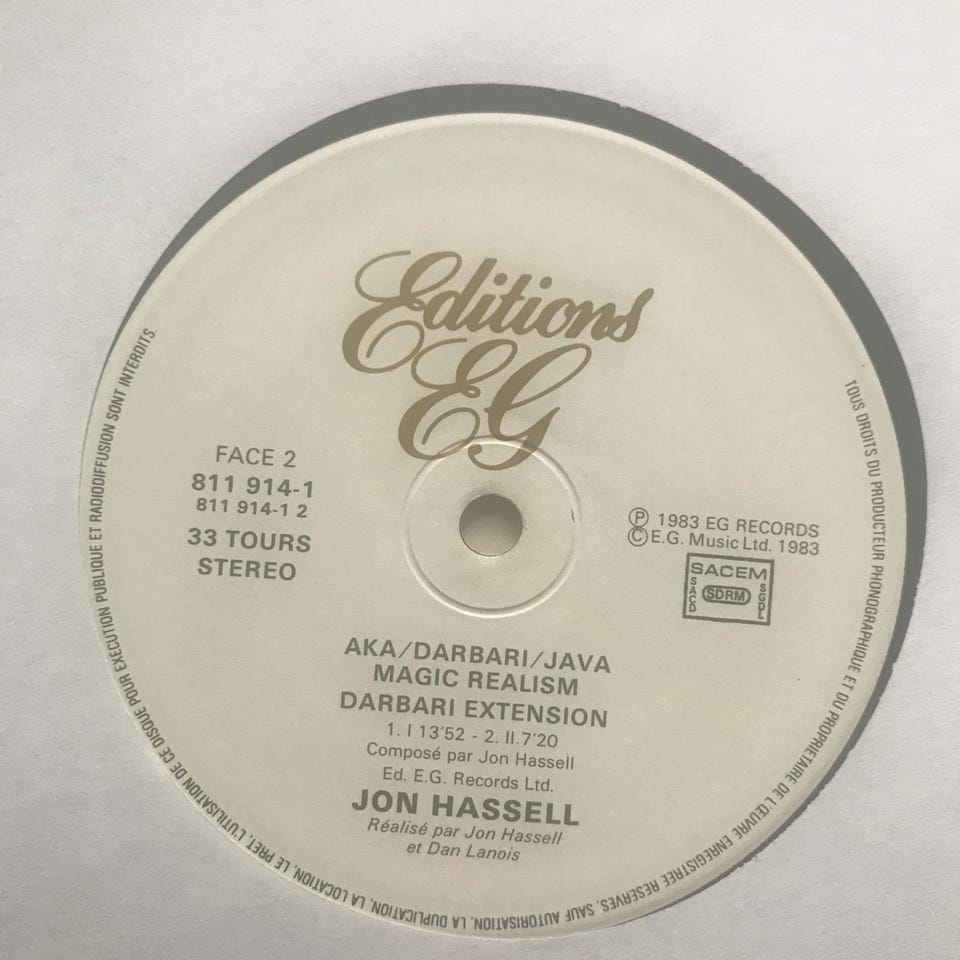 Editions
EG
FACE 2
811 914-1
811 914-1 2
33 TOURS
STEREO
Ⓟ 1983 EG RECORDS
© E.G. Music Ltd. 1983
SACEM
SACD
SDRM
SGDL
AKA/DARBARI/JAVA
MAGIC REALISM
DARBARI EXTENSION
1. I 13'52 - 2. II.7'20
Composé par Jon Hassell
Ed. E.G. Records Ltd.
JON HASSELL
Réalisé par Jon Hassell
et Dan Lanois
TOUS DROITS DU PRODUCTEUR PHONOGRAPHIQUE ET DU PROPRIETAIRE DE L'ŒUVRE ENREGISTREE RESERVES. SAUF AUTORISATION, LA DUPLICATION, LA LOCATION, LE PRET, L'UTILISATION DE CE DISQUE POUR EXECUTION PUBLIQUE ET RADIODIFFUSION SONT INTERDITS.